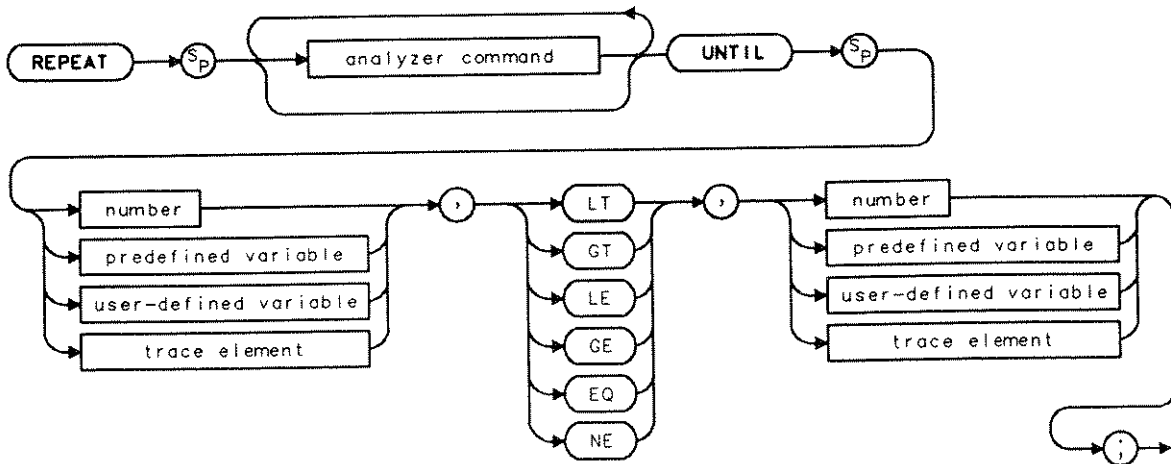 REPEAT SP analyzer command UNTIL SP
number , LT , number
predefined variable GT predefined variable
user-defined variable LE user-defined variable
trace element GE trace element
EQ
NE
;